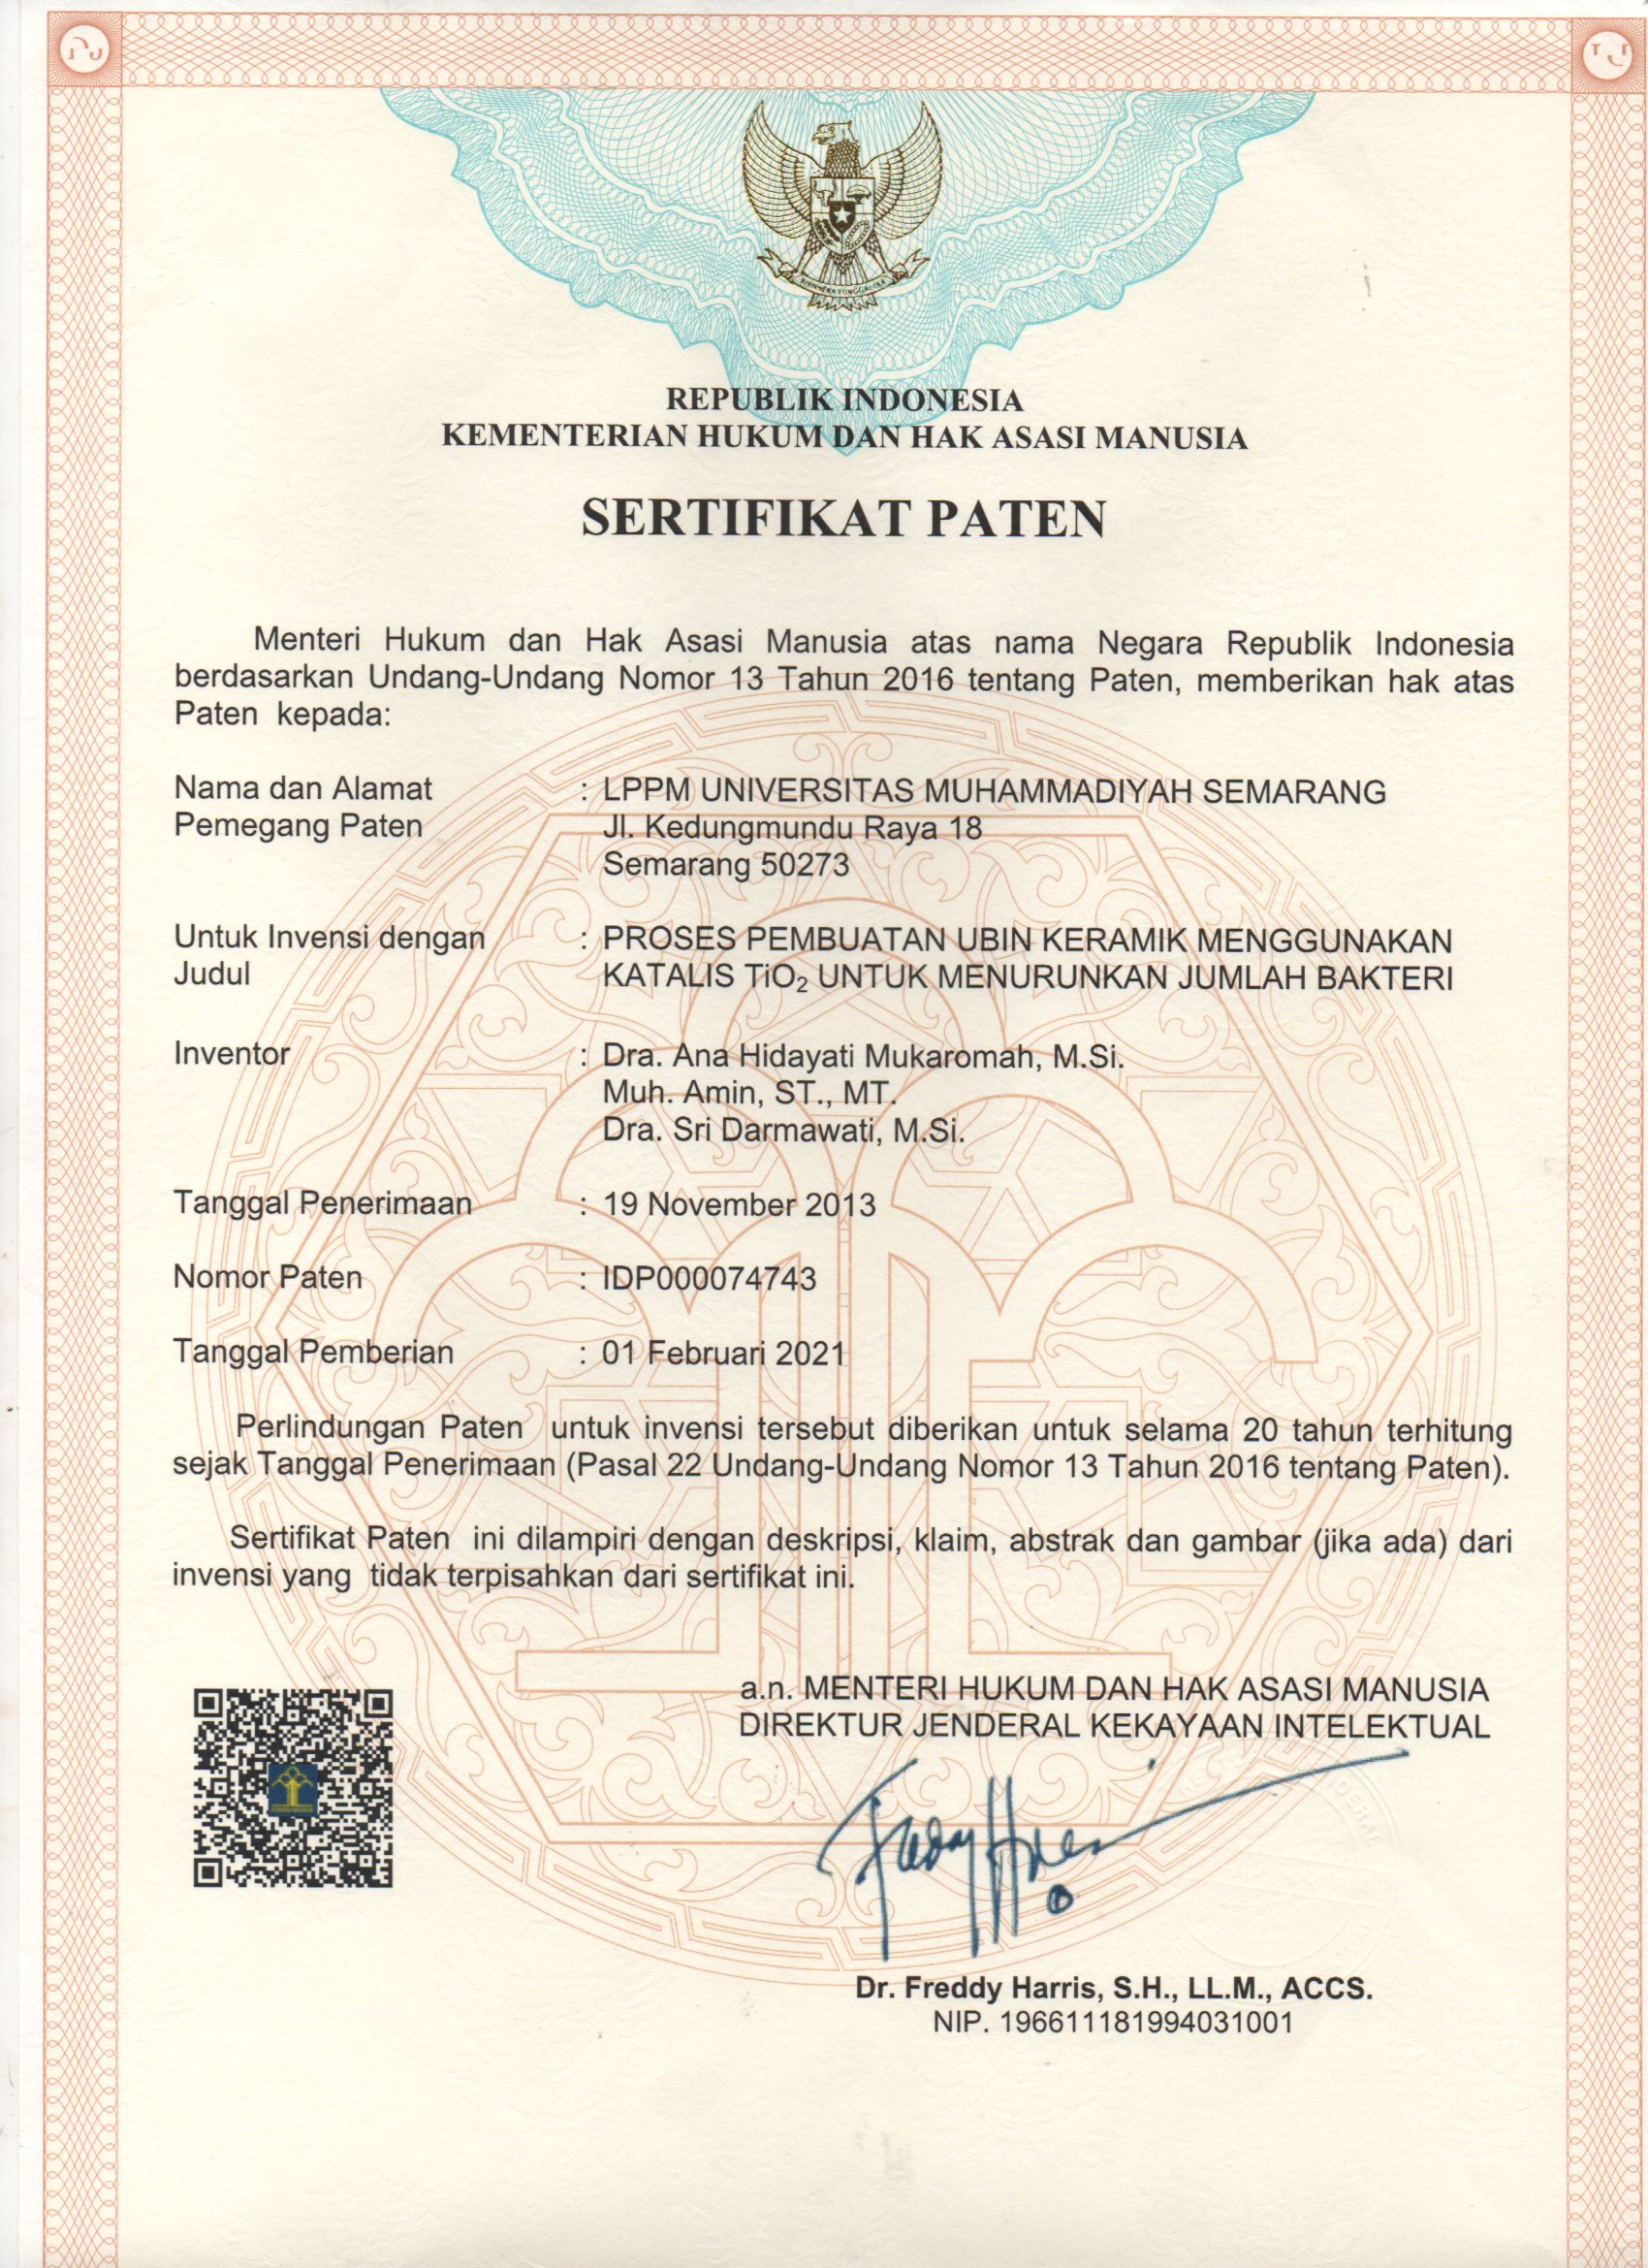 BHINNEKA TUNGGAL IKA
REPUBLIK INDONESIA
KEMENTERIAN HUKUM DAN HAK ASASI MANUSIA
SERTIFIKAT PATEN
Menteri Hukum dan Hak Asasi Manusia atas nama Negara Republik Indonesia
berdasarkan Undang-Undang Nomor 13 Tahun 2016 tentang Paten, memberikan hak atas
Paten kepada:
Nama dan Alamat : LPPM UNIVERSITAS MUHAMMADIYAH SEMARANG
Pemegang Paten Jl. Kedungmundu Raya 18
Semarang 50273
Untuk Invensi dengan : PROSES PEMBUATAN UBIN KERAMIK MENGGUNAKAN
Judul KATALIS TiO₂ UNTUK MENURUNKAN JUMLAH BAKTERI
Inventor : Dra. Ana Hidayati Mukaromah, M.Si.
Muh. Amin, ST., MT.
Dra. Sri Darmawati, M.Si.
Tanggal Penerimaan : 19 November 2013
Nomor Paten : IDP000074743
Tanggal Pemberian : 01 Februari 2021
Perlindungan Paten untuk invensi tersebut diberikan untuk selama 20 tahun terhitung
sejak Tanggal Penerimaan (Pasal 22 Undang-Undang Nomor 13 Tahun 2016 tentang Paten).
Sertifikat Paten ini dilampiri dengan deskripsi, klaim, abstrak dan gambar (jika ada) dari
invensi yang tidak terpisahkan dari sertifikat ini.
a.n. MENTERI HUKUM DAN HAK ASASI MANUSIA
DIREKTUR JENDERAL KEKAYAAN INTELEKTUAL
Dr. Freddy Harris, S.H., LL.M., ACCS.
NIP. 196611181994031001